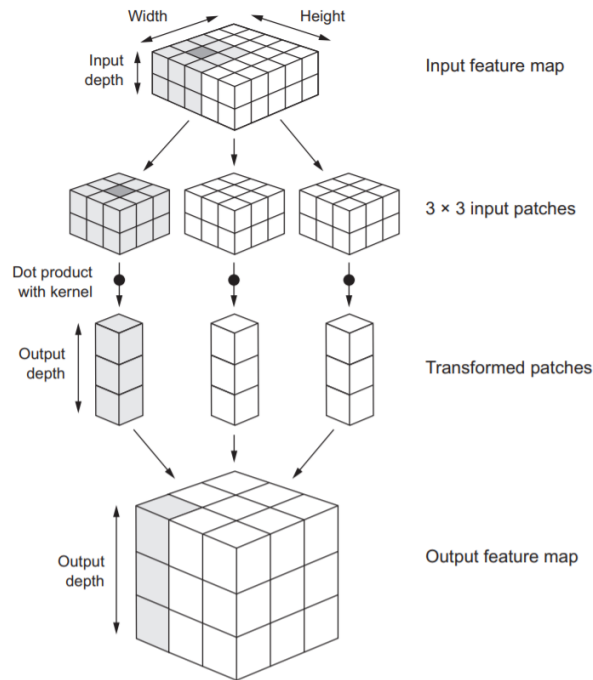 Width
Height
Input
depth
Input feature map
3 × 3 input patches
Dot product
with kernel
Output
depth
Transformed patches
Output
depth
Output feature map